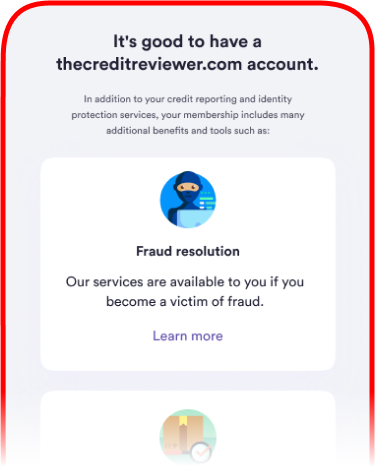 It's good to have a
thecreditreviewer.com account.
In addition to your credit reporting and identity
protection services, your membership includes many
additional benefits and tools such as:
Fraud resolution
Our services are available to you if you
become a victim of fraud.
Learn more